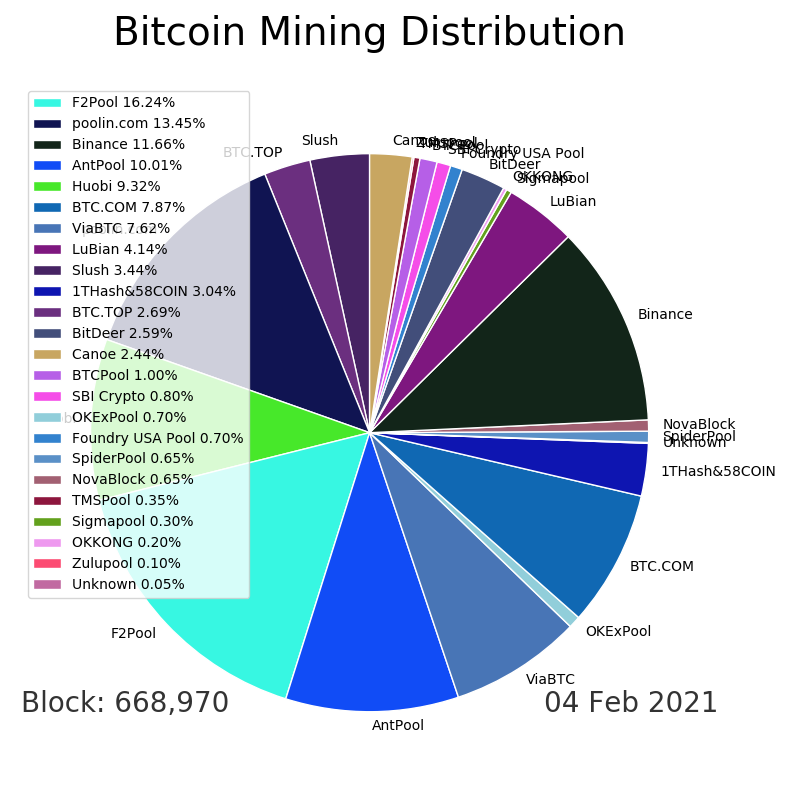 Bitcoin Mining Distribution
F2Pool 16.24%
poolin.com 13.45%
Binance 11.66%
AntPool 10.01%
Huobi 9.32%
BTC.COM 7.87%
ViaBTC 7.62%
LuBian 4.14%
Slush 3.44%
1THash&58COIN 3.04%
BTC.TOP 2.69%
BitDeer 2.59%
Canoe 2.44%
BTCPool 1.00%
SBI Crypto 0.80%
OKExPool 0.70%
Foundry USA Pool 0.70%
SpiderPool 0.65%
NovaBlock 0.65%
TMSPool 0.35%
Sigmapool 0.30%
OKKONG 0.20%
Zulupool 0.10%
Unknown 0.05%
BTC.TOP
Slush
Canoe
SBI Crypto
Foundry USA Pool
BitDeer
OKKONG
Sigmapool
LuBian
Binance
NovaBlock
SpiderPool
Unknown
1THash&58COIN
BTC.COM
OKExPool
ViaBTC
AntPool
F2Pool
Block: 668,970
04 Feb 2021